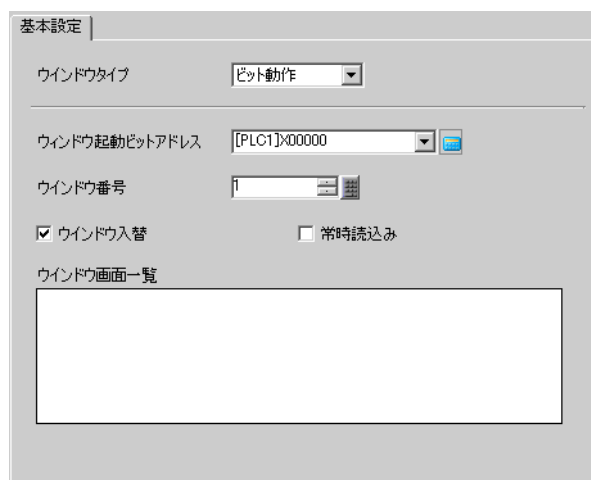 基本設定
ウインドウタイプ ビット動作
ウィンドウ起動ビットアドレス [PLC1]X00000
ウインドウ番号 1
ウインドウ入替 常時読込み
ウインドウ画面一覧